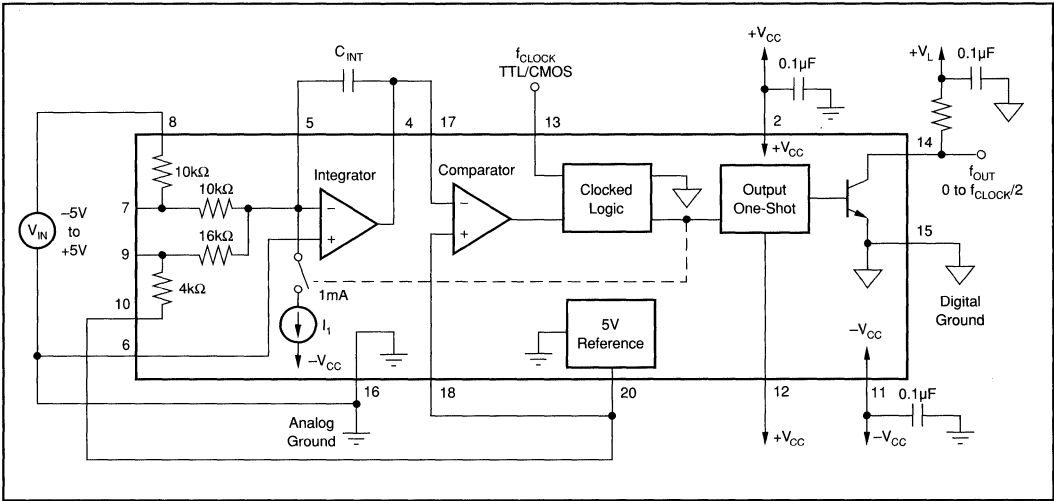 +V_CC
C_INT
f_CLOCK
TTL/CMOS
0.1µF
+V_L
0.1µF
8
5
4
17
13
2
+V_CC
14
10kΩ
Integrator
Comparator
10kΩ
Clocked
Logic
Output
One-Shot
f_OUT
0 to f_CLOCK/2
7
−
−
V_IN
–5V
to
+5V
16kΩ
+
+
15
9
4kΩ
10
1mA
Digital
Ground
6
I_1
5V
Reference
–V_CC
–V_CC
16
18
20
12
11
0.1µF
Analog
Ground
+V_CC
–V_CC